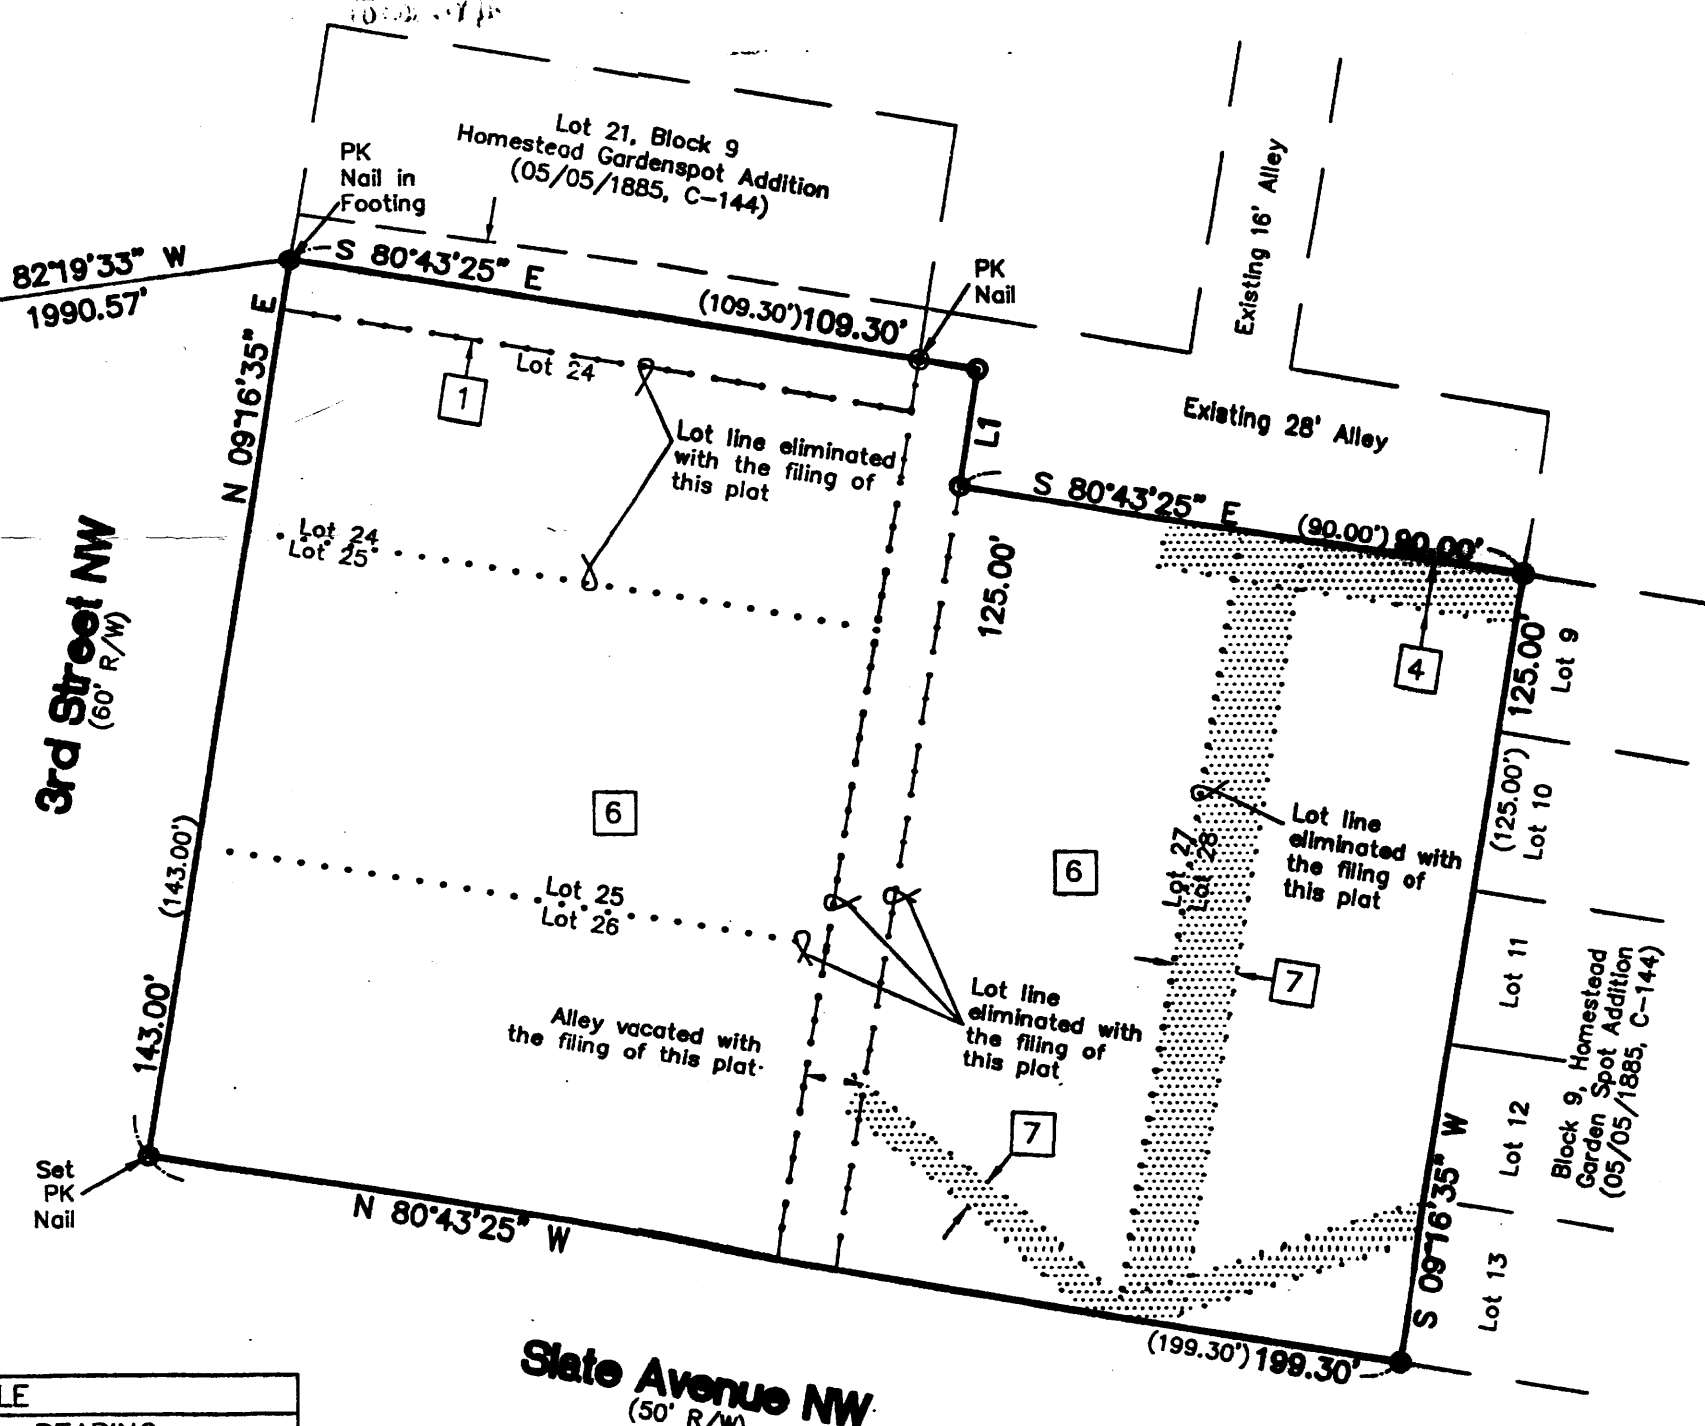 Lot 21, Block 9
Homestead Gardenspot Addition
(05/05/1885, C-144)
PK
Nail in
Footing
82°19'33" W
1990.57'
S 80°43'25" E
(109.30') 109.30'
PK
Nail
Existing 16' Alley
Existing 28' Alley
N 09°16'35" E
Lot 24
1
Lot line eliminated
with the filing of
this plat
L1
S 80°43'25" E
(90.00') 90.00'
3rd Street NW
(60' R/W)
Lot 24
Lot 25
125.00'
4
125.00'
Lot 9
(125.00')
Lot 10
6
6
Lot 27
Lot 28
Lot line
eliminated with
the filing of
this plat
(143.00')
Lot 25
Lot 26
143.00'
Alley vacated with
the filing of this plat
Lot line
eliminated with
the filing of
this plat
7
Lot 11
Block 9, Homestead
Garden Spot Addition
(05/05/1885, C-144)
7
Lot 12
S 09°16'35" W
Lot 13
Set
PK
Nail
N 80°43'25" W
(199.30') 199.30'
Slate Avenue NW
(50' R/W)
LE
BEARING